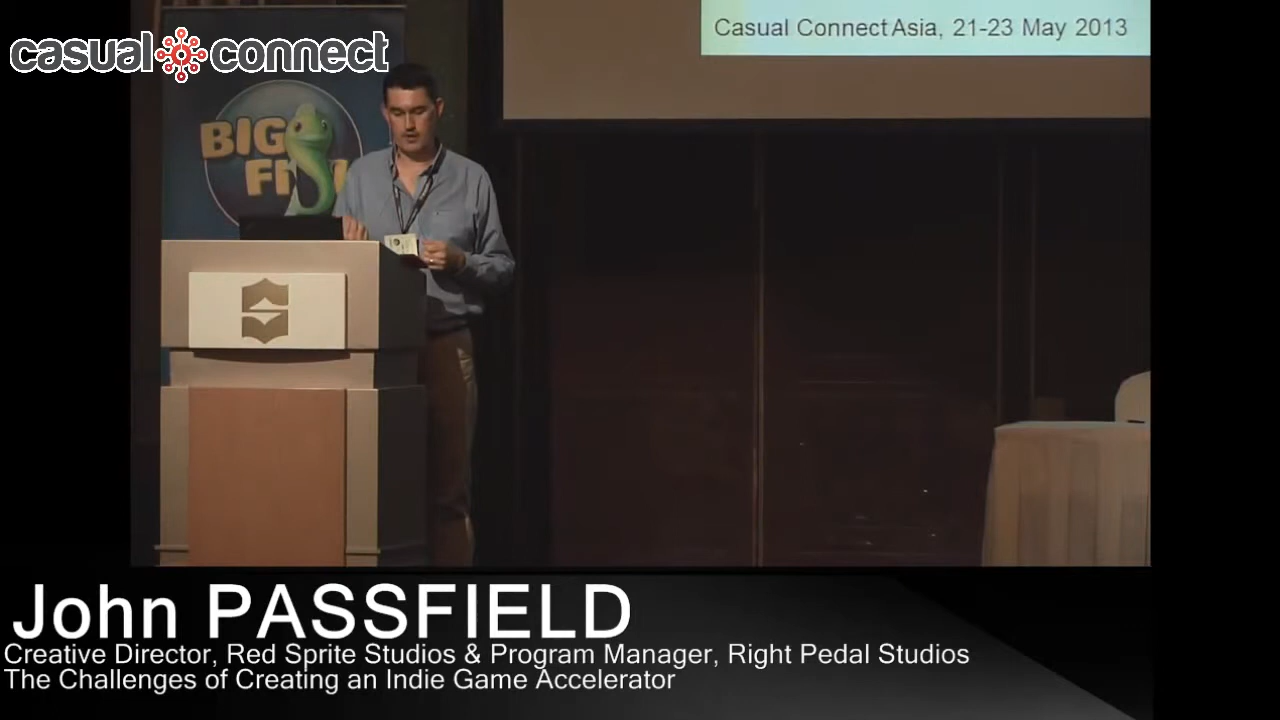 casual connect
Casual Connect Asia, 21-23 May 2013
BIG
FISH
John PASSFIELD
Creative Director, Red Sprite Studios & Program Manager, Right Pedal Studios
The Challenges of Creating an Indie Game Accelerator